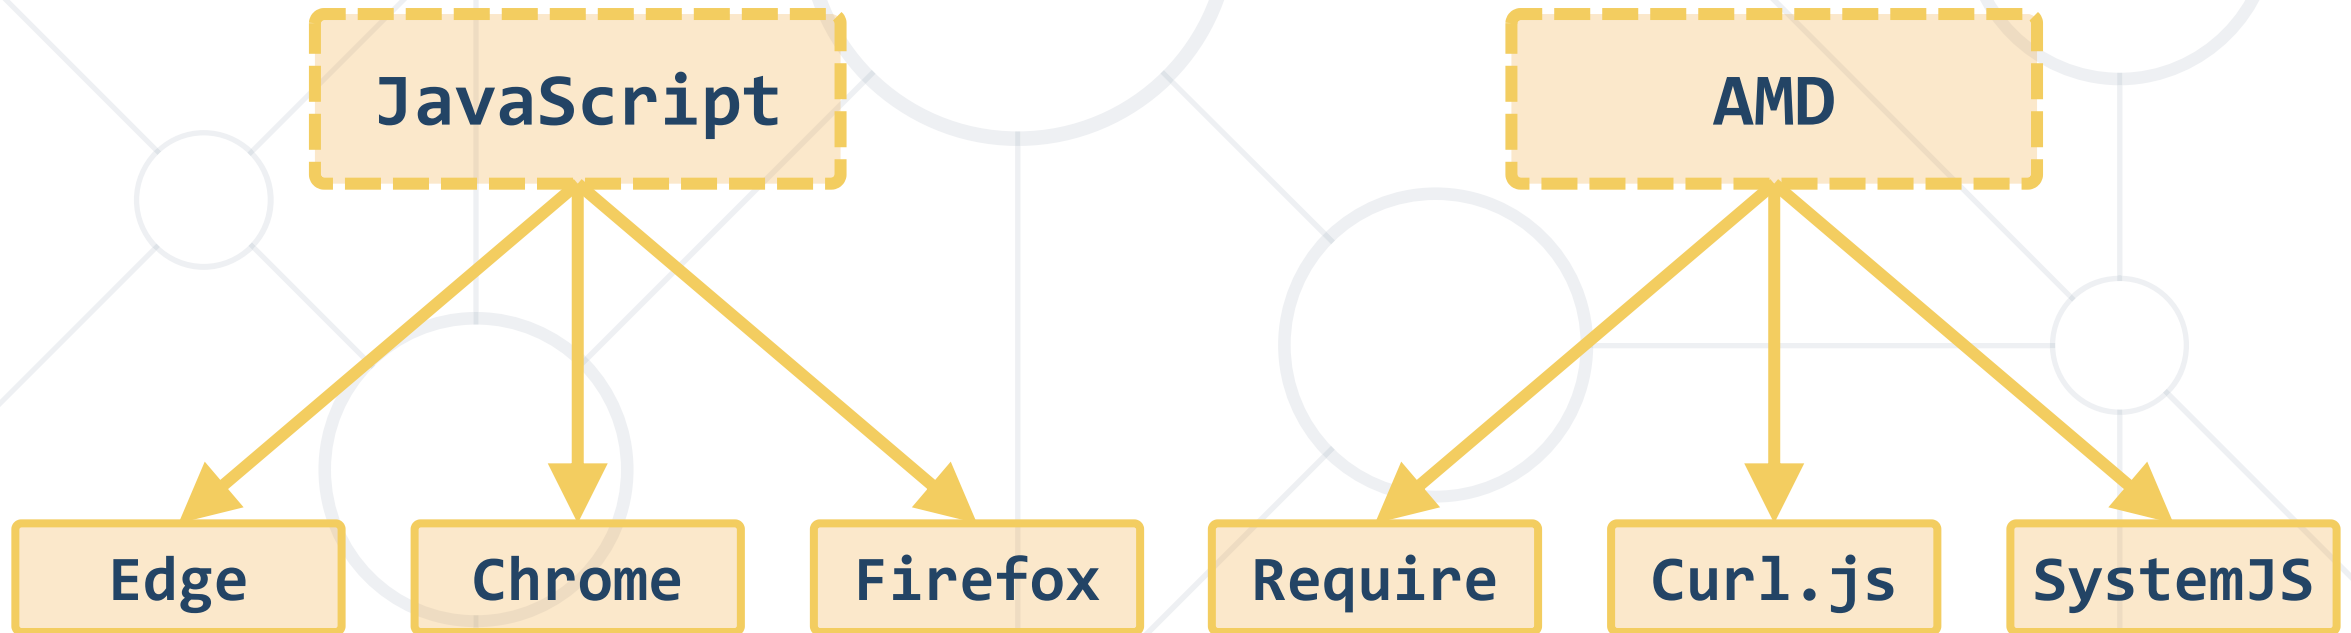 JavaScript
AMD
Edge
Chrome
Firefox
Require
Curl.js
SystemJS